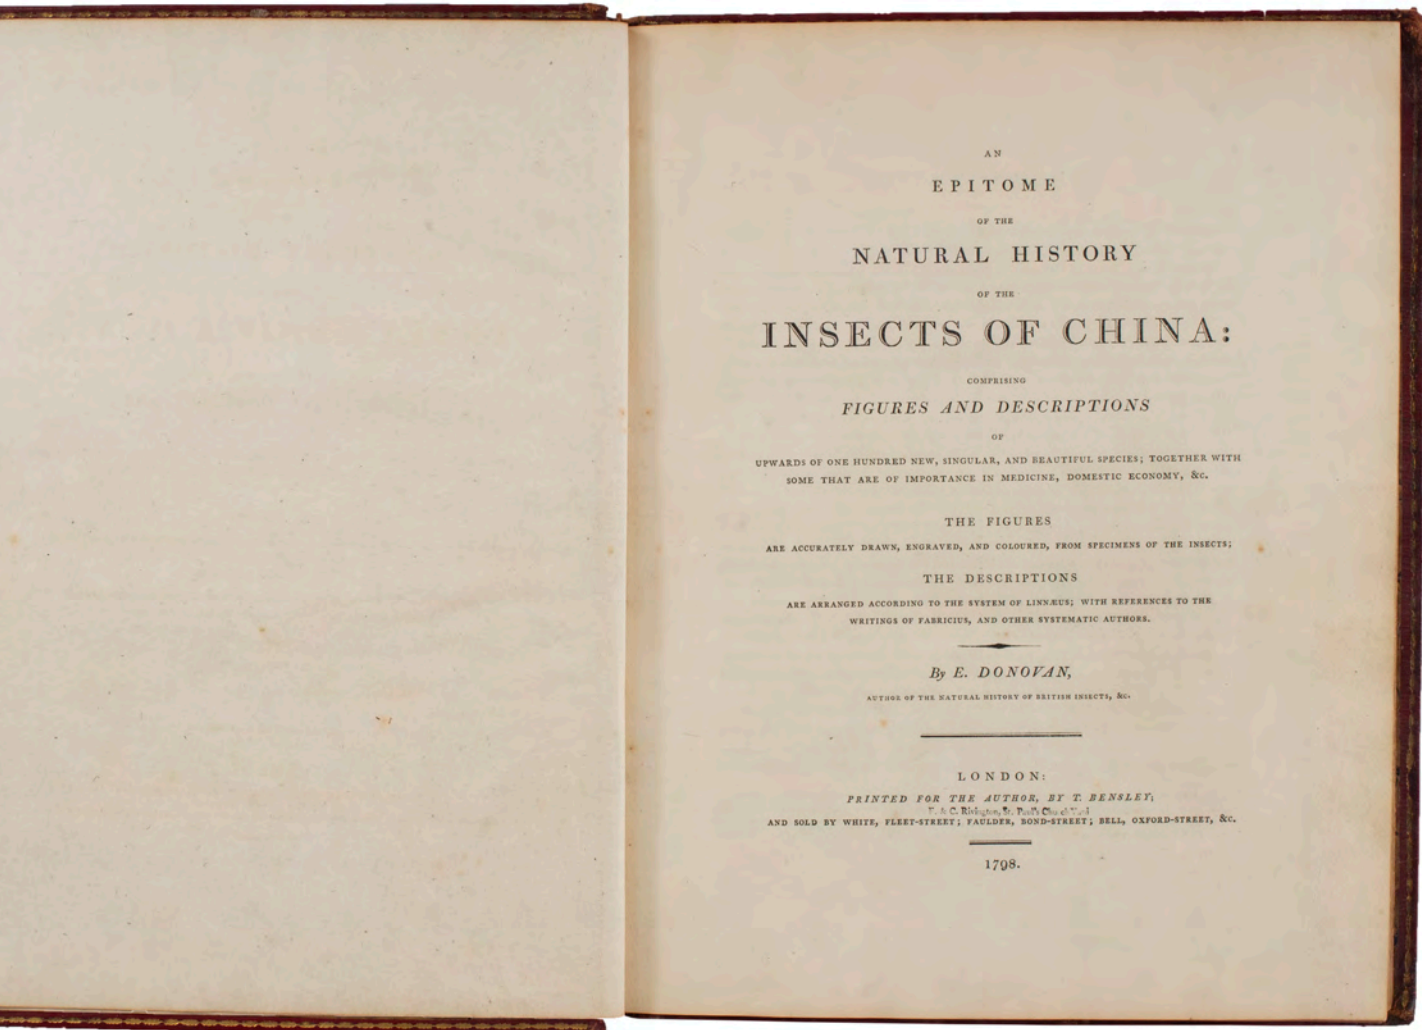 AN
EPITOME
OF THE
NATURAL HISTORY
OF THE
INSECTS OF CHINA:
COMPRISING
FIGURES AND DESCRIPTIONS
OF
UPWARDS OF ONE HUNDRED NEW, SINGULAR, AND BEAUTIFUL SPECIES; TOGETHER WITH
SOME THAT ARE OF IMPORTANCE IN MEDICINE, DOMESTIC ECONOMY, &c.
THE FIGURES
ARE ACCURATELY DRAWN, ENGRAVED, AND COLOURED, FROM SPECIMENS OF THE INSECTS;
THE DESCRIPTIONS
ARE ARRANGED ACCORDING TO THE SYSTEM OF LINNÆUS; WITH REFERENCES TO THE
WRITINGS OF FABRICIUS, AND OTHER SYSTEMATIC AUTHORS.
By E. DONOVAN,
AUTHOR OF THE NATURAL HISTORY OF BRITISH INSECTS, &c.
LONDON:
PRINTED FOR THE AUTHOR, BY T. BENSLEY;
& C. Rivington, St. Paul's Church
AND SOLD BY WHITE, FLEET-STREET; FAULDER, BOND-STREET; BELL, OXFORD-STREET, &c.
1798.